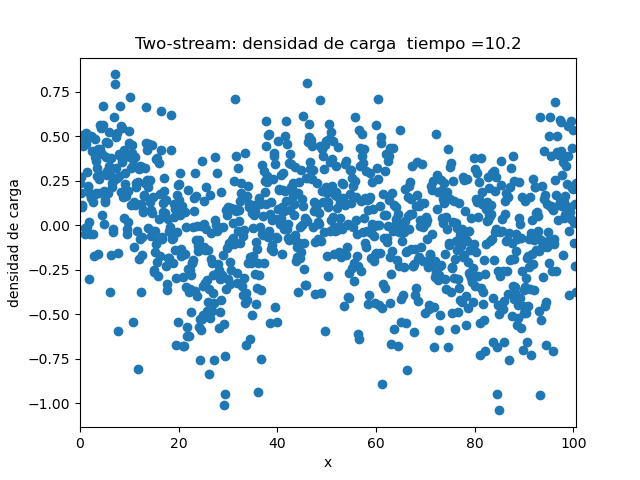 Two-stream: densidad de carga  tiempo =10.2
densidad de carga
0.75
0.50
0.25
0.00
−0.25
−0.50
−0.75
−1.00
0 20 40 60 80 100
x